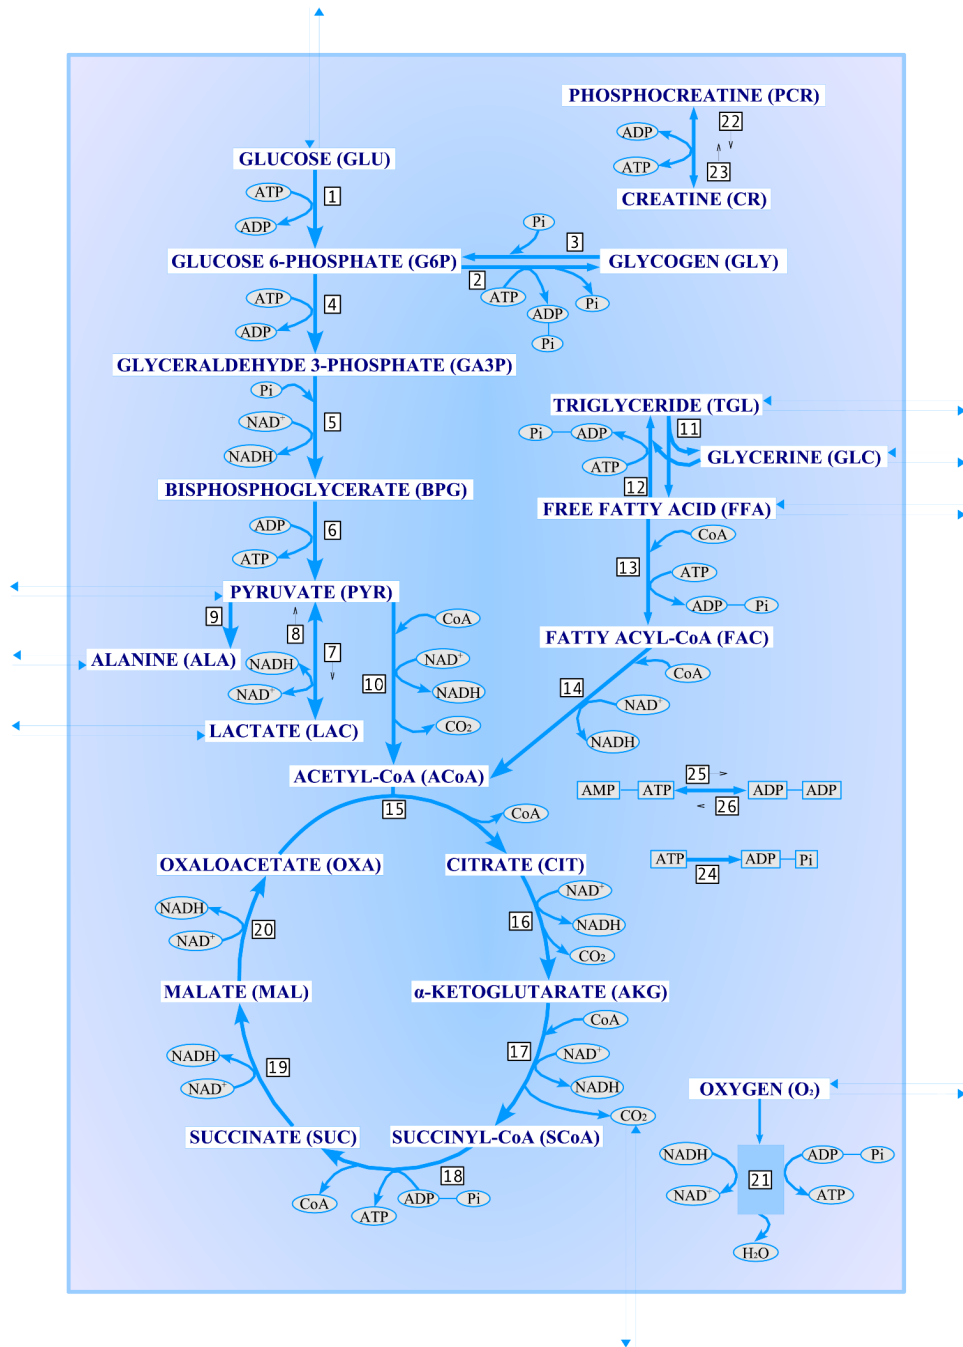 PHOSPHOCREATINE (PCR)
22
ADP
ATP
23
CREATINE (CR)
GLUCOSE (GLU)
ATP
1
ADP
Pi
3
GLUCOSE 6-PHOSPHATE (G6P)
GLYCOGEN (GLY)
2
ATP
Pi
ADP
Pi
ATP
4
ADP
GLYCERALDEHYDE 3-PHOSPHATE (GA3P)
Pi
NAD+
5
NADH
TRIGLYCERIDE (TGL)
Pi
ADP
11
GLYCERINE (GLC)
ATP
12
BISPHOSPHOGLYCERATE (BPG)
FREE FATTY ACID (FFA)
ADP
6
ATP
CoA
13
ATP
ADP
Pi
PYRUVATE (PYR)
9
8
CoA
FATTY ACYL-CoA (FAC)
7
NADH
NAD+
ALANINE (ALA)
10
NAD+
NADH
CO2
CoA
14
NAD+
NADH
LACTATE (LAC)
ACETYL-CoA (ACoA)
25
AMP
ATP
ADP
ADP
26
15
CoA
OXALOACETATE (OXA)
CITRATE (CIT)
ATP
ADP
Pi
24
NADH
20
NAD+
NAD+
16
NADH
CO2
MALATE (MAL)
α-KETOGLUTARATE (AKG)
CoA
17
NAD+
NADH
CO2
NADH
19
NAD+
OXYGEN (O2)
SUCCINATE (SUC)
SUCCINYL-CoA (SCoA)
18
CoA
ATP
ADP
Pi
NADH
ADP
Pi
21
NAD+
ATP
H2O